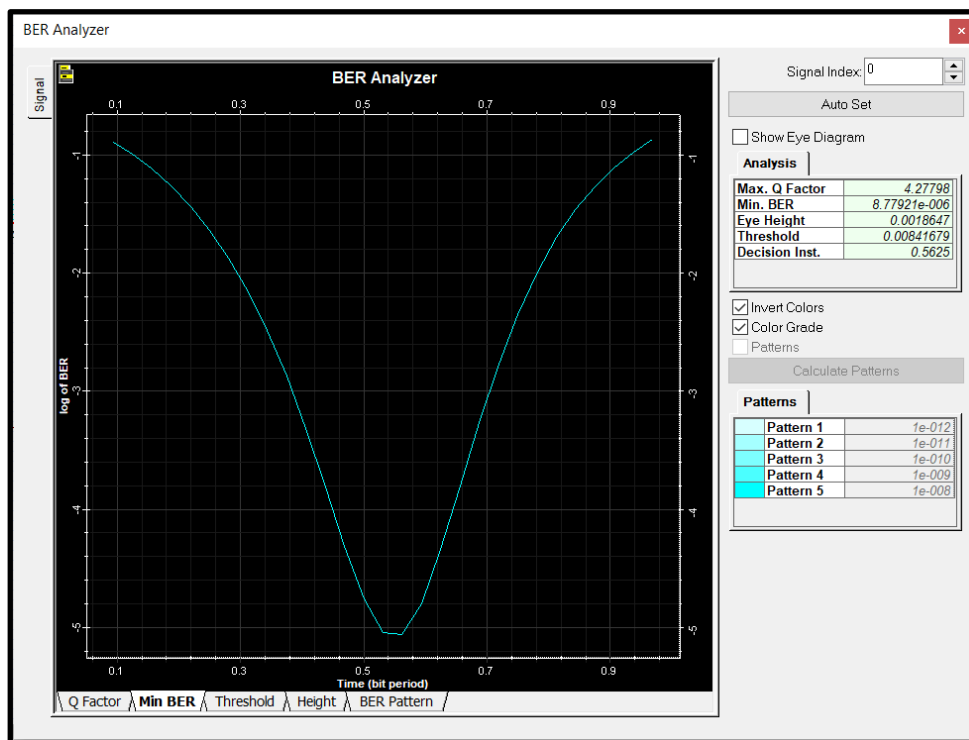 BER Analyzer
×
Signal
BER Analyzer
0.1 0.3 0.5 0.7 0.9
-1 -1
-2 -2
-3 -3
-4 -4
-5 -5
log of BER
0.1 0.3 0.5 0.7 0.9
Time (bit period)
Q Factor Min BER Threshold Height BER Pattern
Signal Index: 0
Auto Set
Show Eye Diagram
Analysis
Max. Q Factor 4.27798
Min. BER 8.77921e-006
Eye Height 0.0018647
Threshold 0.00841679
Decision Inst. 0.5625
Invert Colors
Color Grade
Patterns
Calculate Patterns
Patterns
Pattern 1 1e-012
Pattern 2 1e-011
Pattern 3 1e-010
Pattern 4 1e-009
Pattern 5 1e-008